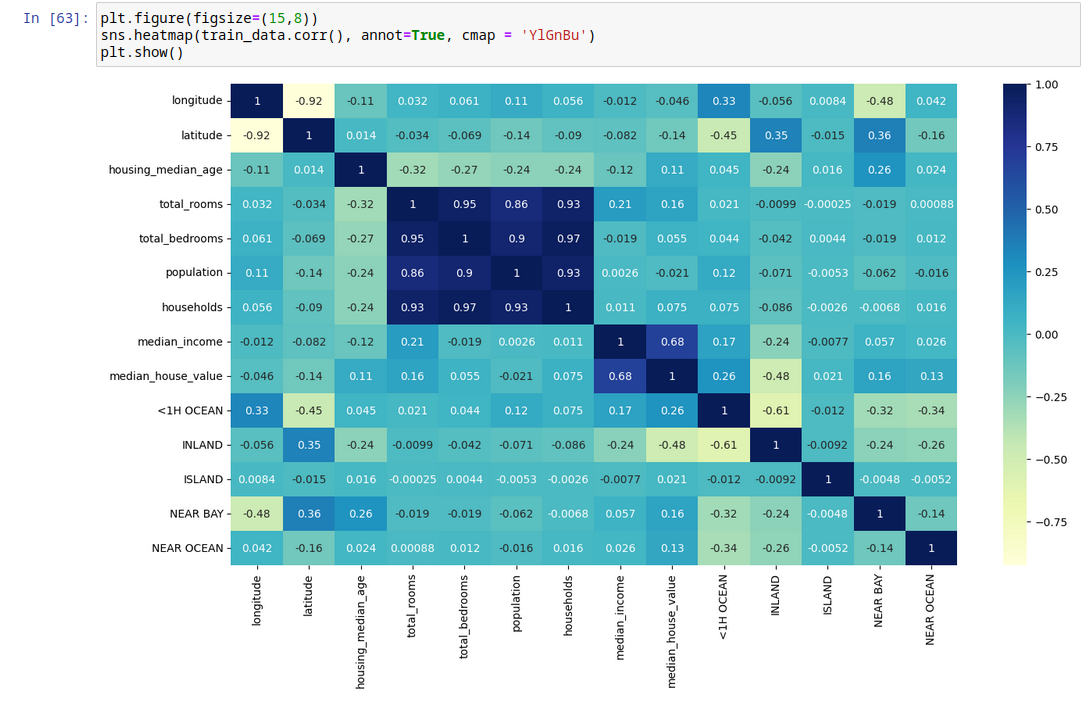 In [63]: plt.figure(figsize=(15,8))
sns.heatmap(train_data.corr(), annot=True, cmap = 'YlGnBu')
plt.show()
longitude 1 -0.92 -0.11 0.032 0.061 0.11 0.056 -0.012 -0.046 0.33 -0.056 0.0084 -0.48 0.042
latitude -0.92 1 0.014 -0.034 -0.069 -0.14 -0.09 -0.082 -0.14 -0.45 0.35 -0.015 0.36 -0.16
housing_median_age -0.11 0.014 1 -0.32 -0.27 -0.24 -0.24 -0.12 0.11 0.045 -0.24 0.016 0.26 0.024
total_rooms 0.032 -0.034 -0.32 1 0.95 0.86 0.93 0.21 0.16 0.021 -0.0099 -0.00025 -0.019 0.00088
total_bedrooms 0.061 -0.069 -0.27 0.95 1 0.9 0.97 -0.019 0.055 0.044 -0.042 0.0044 -0.019 0.012
population 0.11 -0.14 -0.24 0.86 0.9 1 0.93 0.0026 -0.021 0.12 -0.071 -0.0053 -0.062 -0.016
households 0.056 -0.09 -0.24 0.93 0.97 0.93 1 0.011 0.075 0.075 -0.086 -0.0026 -0.0068 0.016
median_income -0.012 -0.082 -0.12 0.21 -0.019 0.0026 0.011 1 0.68 0.17 -0.24 -0.0077 0.057 0.026
median_house_value -0.046 -0.14 0.11 0.16 0.055 -0.021 0.075 0.68 1 0.26 -0.48 0.021 0.16 0.13
<1H OCEAN 0.33 -0.45 0.045 0.021 0.044 0.12 0.075 0.17 0.26 1 -0.61 -0.012 -0.32 -0.34
INLAND -0.056 0.35 -0.24 -0.0099 -0.042 -0.071 -0.086 -0.24 -0.48 -0.61 1 -0.0092 -0.24 -0.26
ISLAND 0.0084 -0.015 0.016 -0.00025 0.0044 -0.0053 -0.0026 -0.0077 0.021 -0.012 -0.0092 1 -0.0048 -0.0052
NEAR BAY -0.48 0.36 0.26 -0.019 -0.019 -0.062 -0.0068 0.057 0.16 -0.32 -0.24 -0.0048 1 -0.14
NEAR OCEAN 0.042 -0.16 0.024 0.00088 0.012 -0.016 0.016 0.026 0.13 -0.34 -0.26 -0.0052 -0.14 1
longitude
latitude
housing_median_age
total_rooms
total_bedrooms
population
households
median_income
median_house_value
<1H OCEAN
INLAND
ISLAND
NEAR BAY
NEAR OCEAN
1.00
0.75
0.50
0.25
0.00
−0.25
−0.50
−0.75